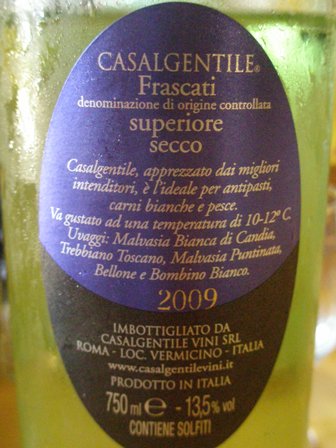 CASALGENTILE®
Frascati
denominazione di origine controllata
superiore
secco
Casalgentile, apprezzato dai migliori
intenditori, è l'ideale per antipasti,
carni bianche e pesce.
Va gustato ad una temperatura di 10-12° C.
Uvaggi: Malvasia Bianca di Candia,
Trebbiano Toscano, Malvasia Puntinata,
Bellone e Bombino Bianco.
2009
IMBOTTIGLIATO DA
CASALGENTILE VINI SRL
ROMA - LOC. VERMICINO - ITALIA
www.casalgentilevini.it
PRODOTTO IN ITALIA
750 ml e - 13,5% vol
CONTIENE SOLFITI